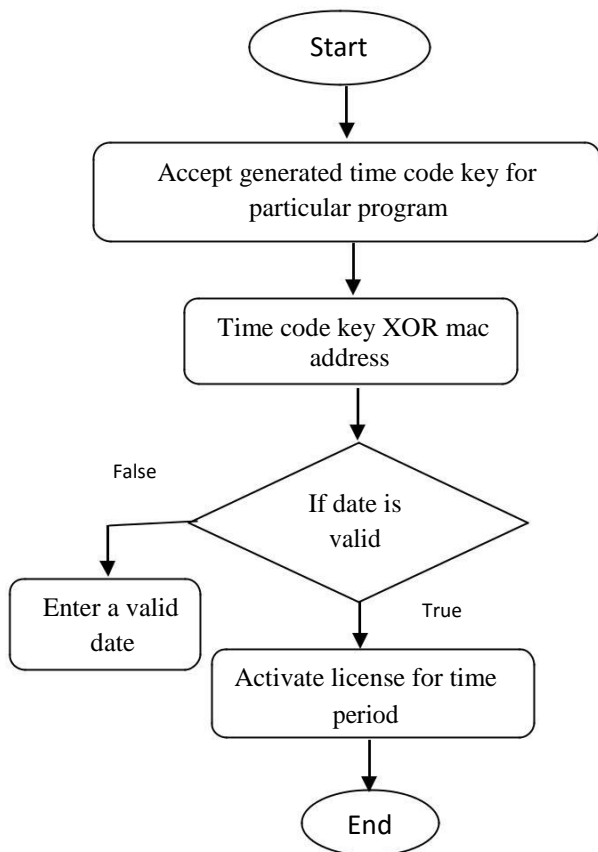 Start
Accept generated time code key for
particular program
Time code key XOR mac
address
False
If date is
valid
Enter a valid
date
True
Activate license for time
period
End